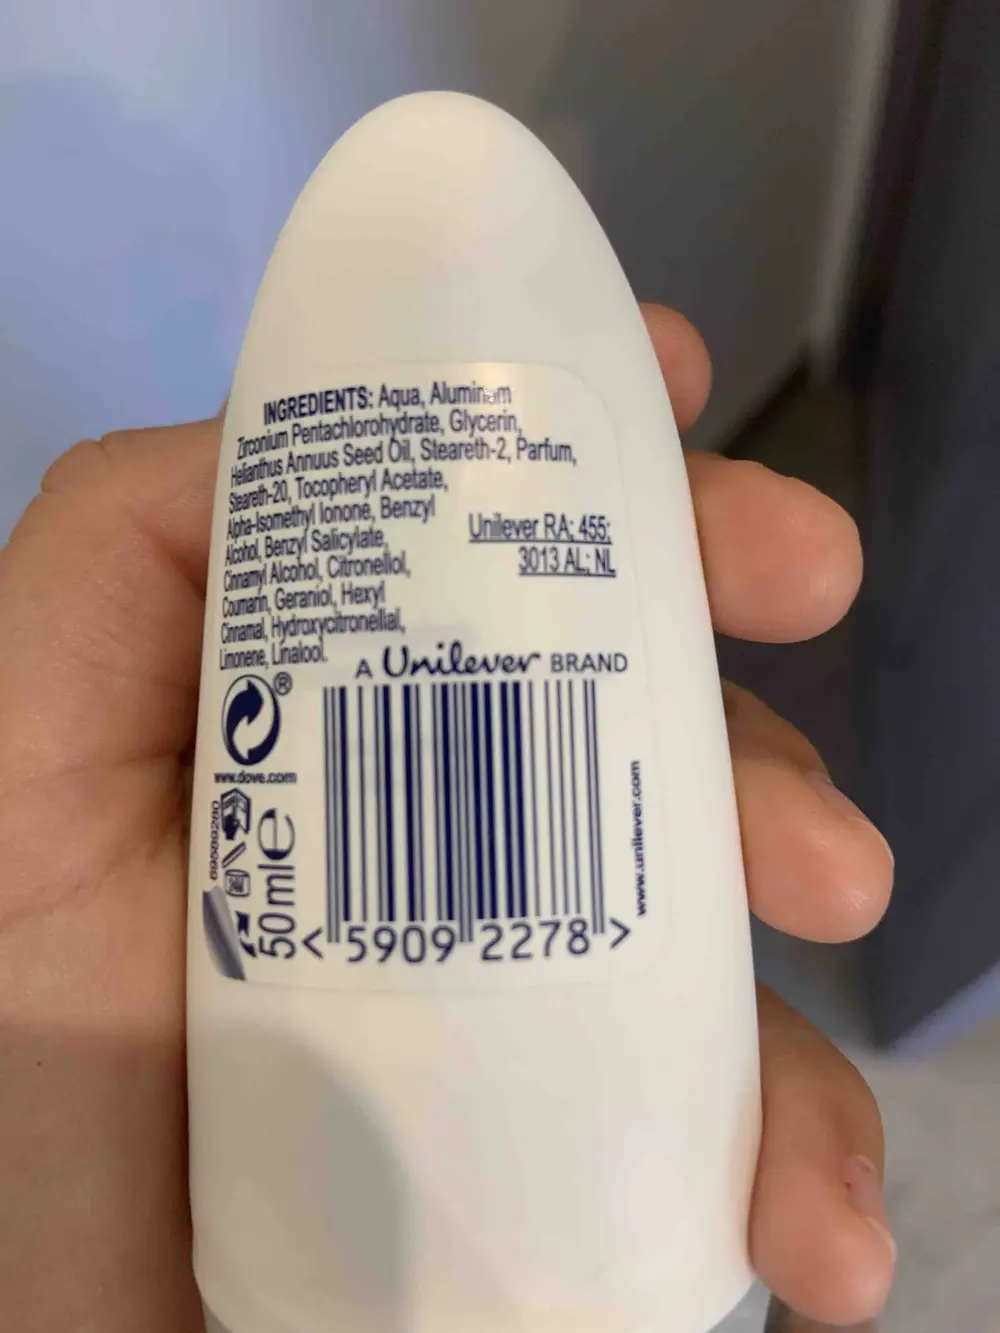 INGREDIENTS: Aqua, Aluminum
Zirconium Pentachlorohydrate, Glycerin,
Helianthus Annuus Seed Oil, Steareth-2, Parfum,
Steareth-20, Tocopheryl Acetate,
Alpha-Isomethyl Ionone, Benzyl
Alcohol, Benzyl Salicylate,
Cinnamyl Alcohol, Citronellol,
Coumarin, Geraniol, Hexyl
Cinnamal, Hydroxycitronellal,
Limonene, Linalool.
Unilever RA; 455;
3013 AL; NL
A Unilever BRAND
®
www.dove.com
50 ml e
< 5909 2278 >
www.unilever.com